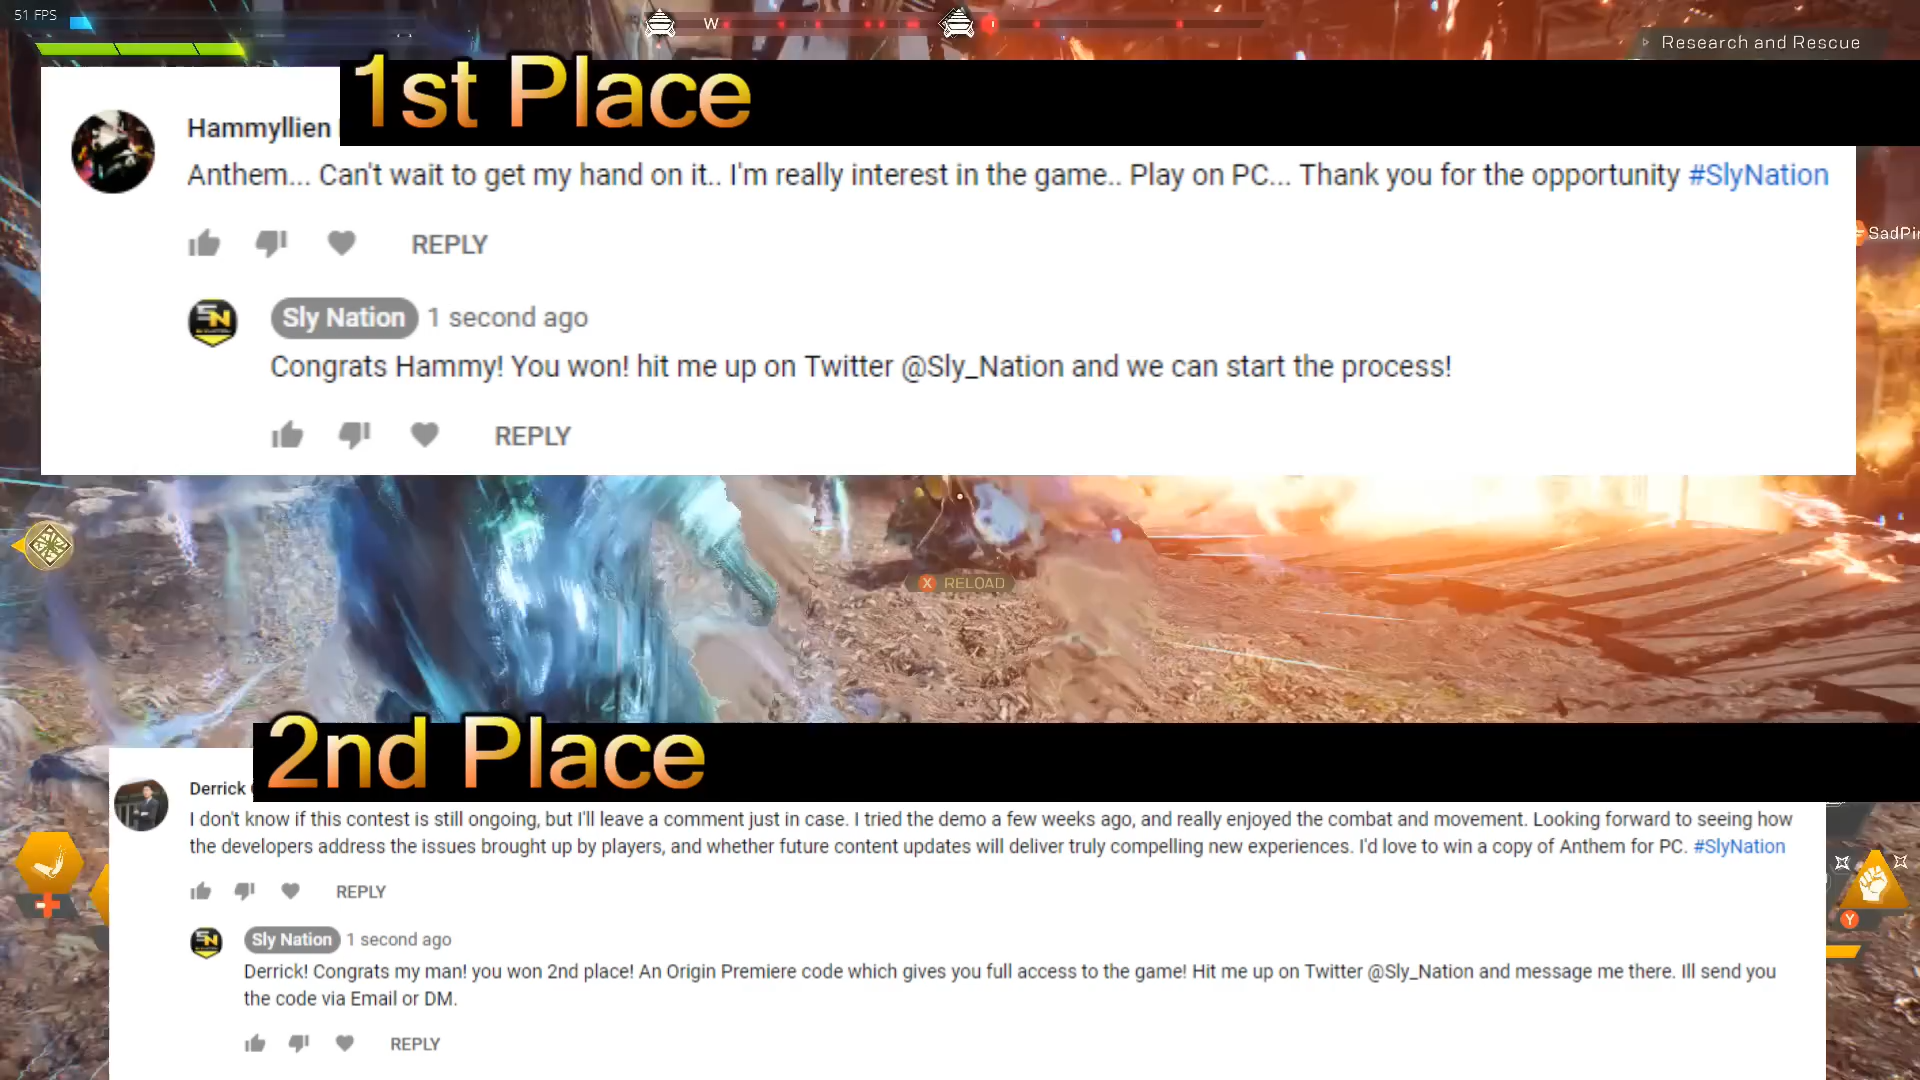 51 FPS
W
Research and Rescue
1st Place
Hammyllien
Anthem... Can't wait to get my hand on it.. I'm really interest in the game.. Play on PC... Thank you for the opportunity #SlyNation
REPLY
SadPi
SN
Sly Nation 1 second ago
Congrats Hammy! You won! hit me up on Twitter @Sly_Nation and we can start the process!
REPLY
X RELOAD
2nd Place
Derrick
I don't know if this contest is still ongoing, but I'll leave a comment just in case. I tried the demo a few weeks ago, and really enjoyed the combat and movement. Looking forward to seeing how
the developers address the issues brought up by players, and whether future content updates will deliver truly compelling new experiences. I'd love to win a copy of Anthem for PC. #SlyNation
REPLY
Y
SN
Sly Nation 1 second ago
Derrick! Congrats my man! you won 2nd place! An Origin Premiere code which gives you full access to the game! Hit me up on Twitter @Sly_Nation and message me there. Ill send you
the code via Email or DM.
REPLY